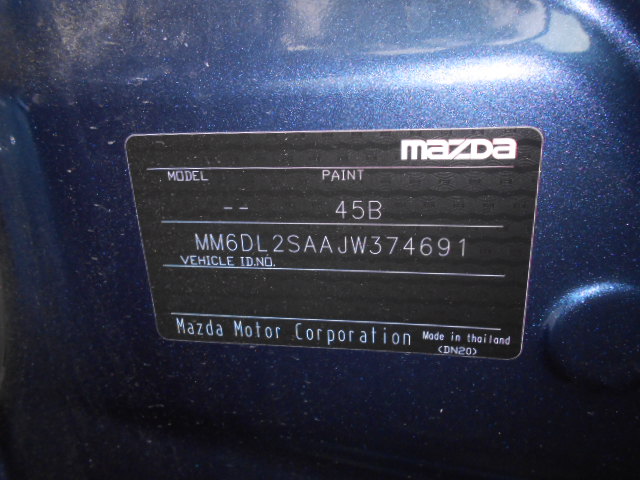 mazda
MODEL PAINT
-- 45B
MM6DL2SAAJW374691
VEHICLE ID.NO.
Mazda Motor Corporation Made in thailand
(DN20)